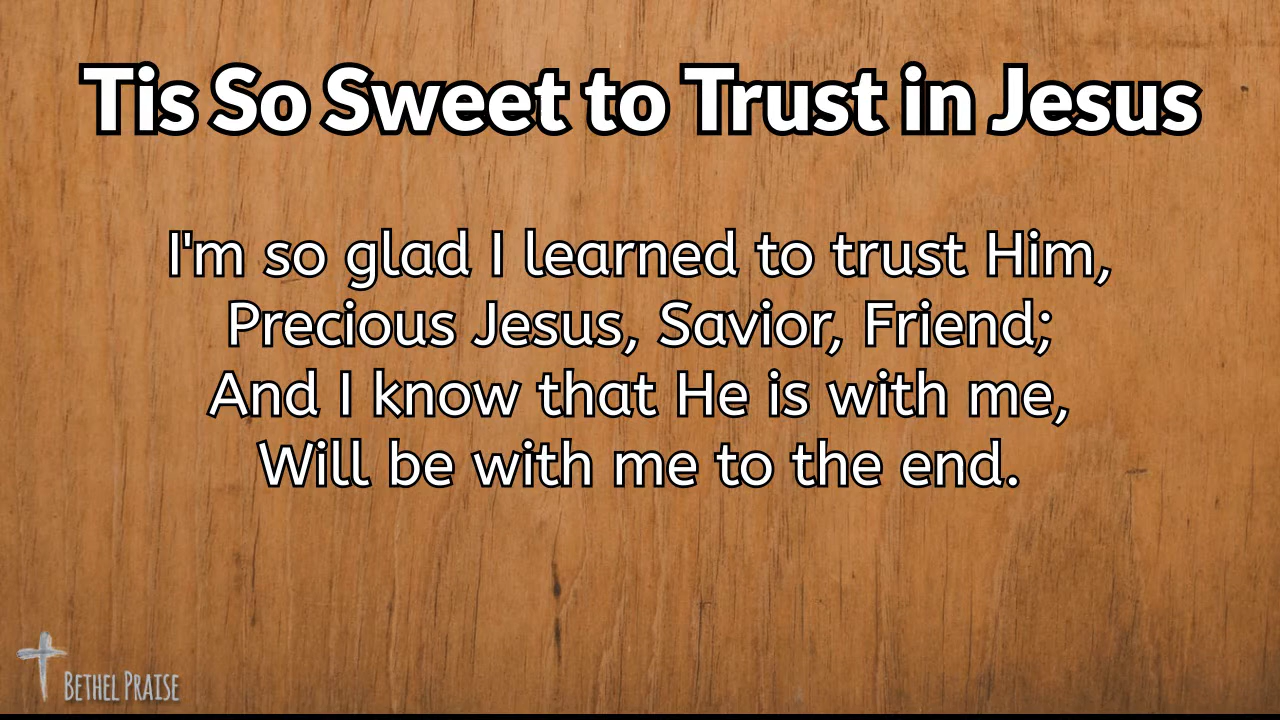 Tis So Sweet to Trust in Jesus
I'm so glad I learned to trust Him,
Precious Jesus, Savior, Friend;
And I know that He is with me,
Will be with me to the end.
BETHEL PRAISE